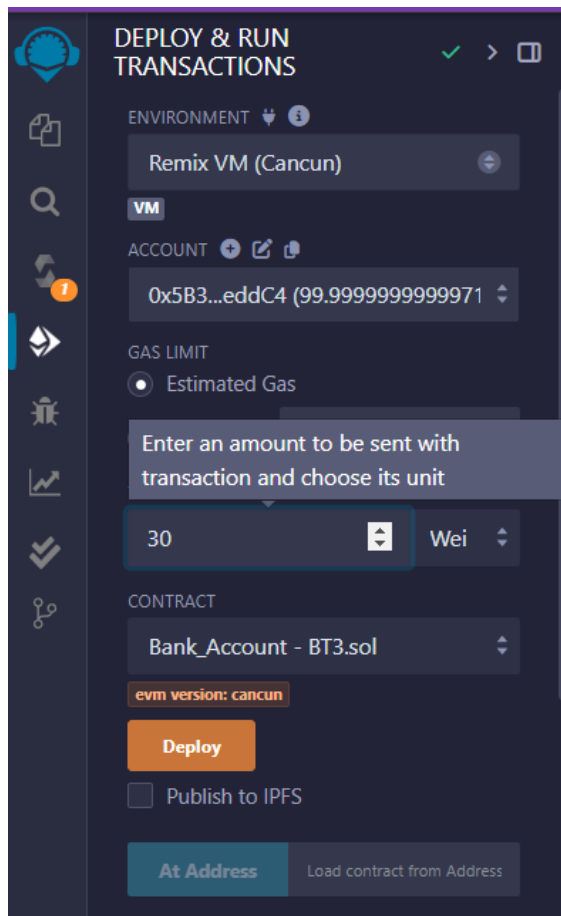 DEPLOY & RUN
TRANSACTIONS
ENVIRONMENT
Remix VM (Cancun)
VM
ACCOUNT
1
0x5B3...eddC4 (99.9999999999971
GAS LIMIT
Estimated Gas
Enter an amount to be sent with
transaction and choose its unit
30 Wei
CONTRACT
Bank_Account - BT3.sol
evm version: cancun
Deploy
Publish to IPFS
At Address Load contract from Address